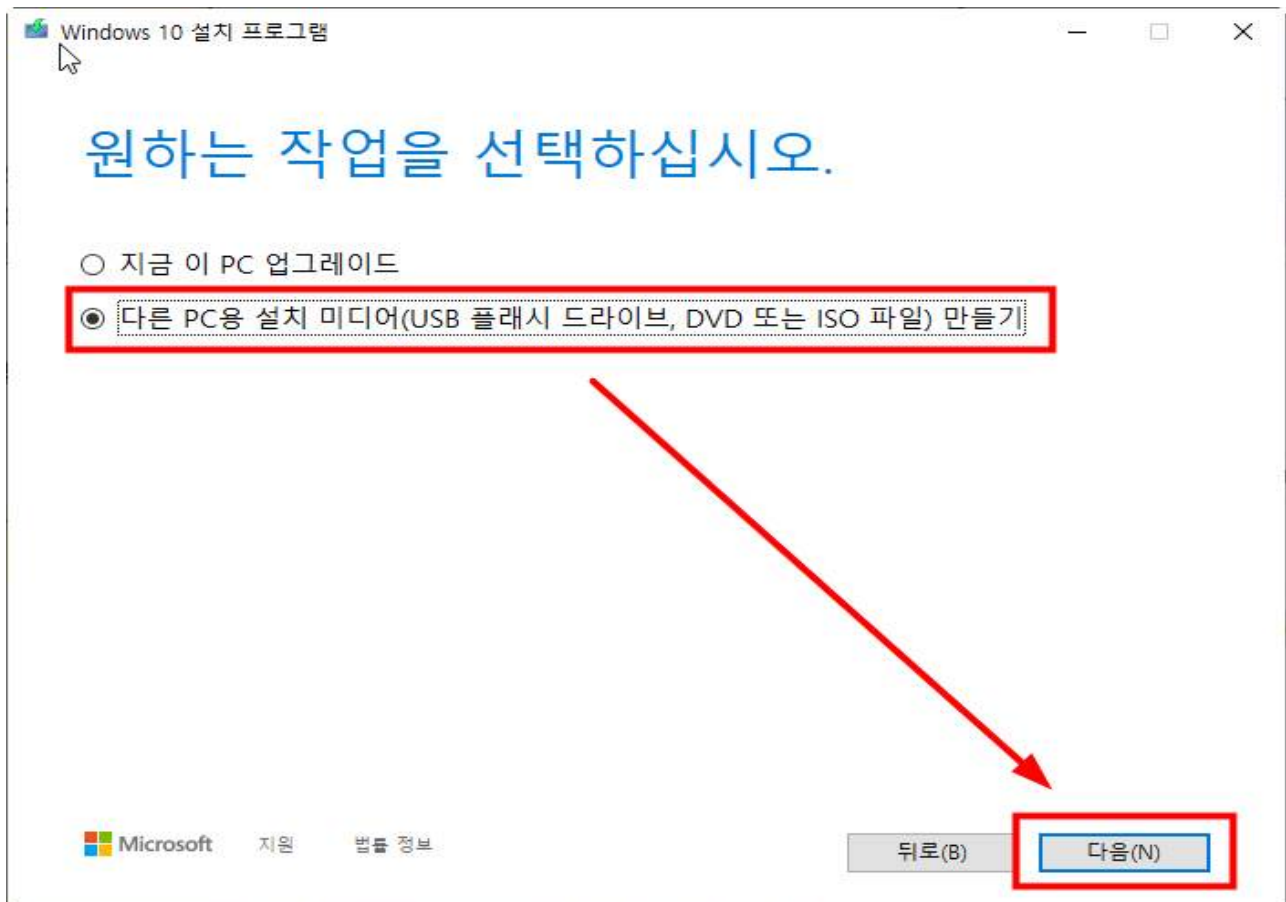 Windows 10 설치 프로그램
원하는 작업을 선택하십시오.
지금 이 PC 업그레이드
다른 PC용 설치 미디어(USB 플래시 드라이브, DVD 또는 ISO 파일) 만들기
Microsoft 지원 법률 정보
뒤로(B) 다음(N)